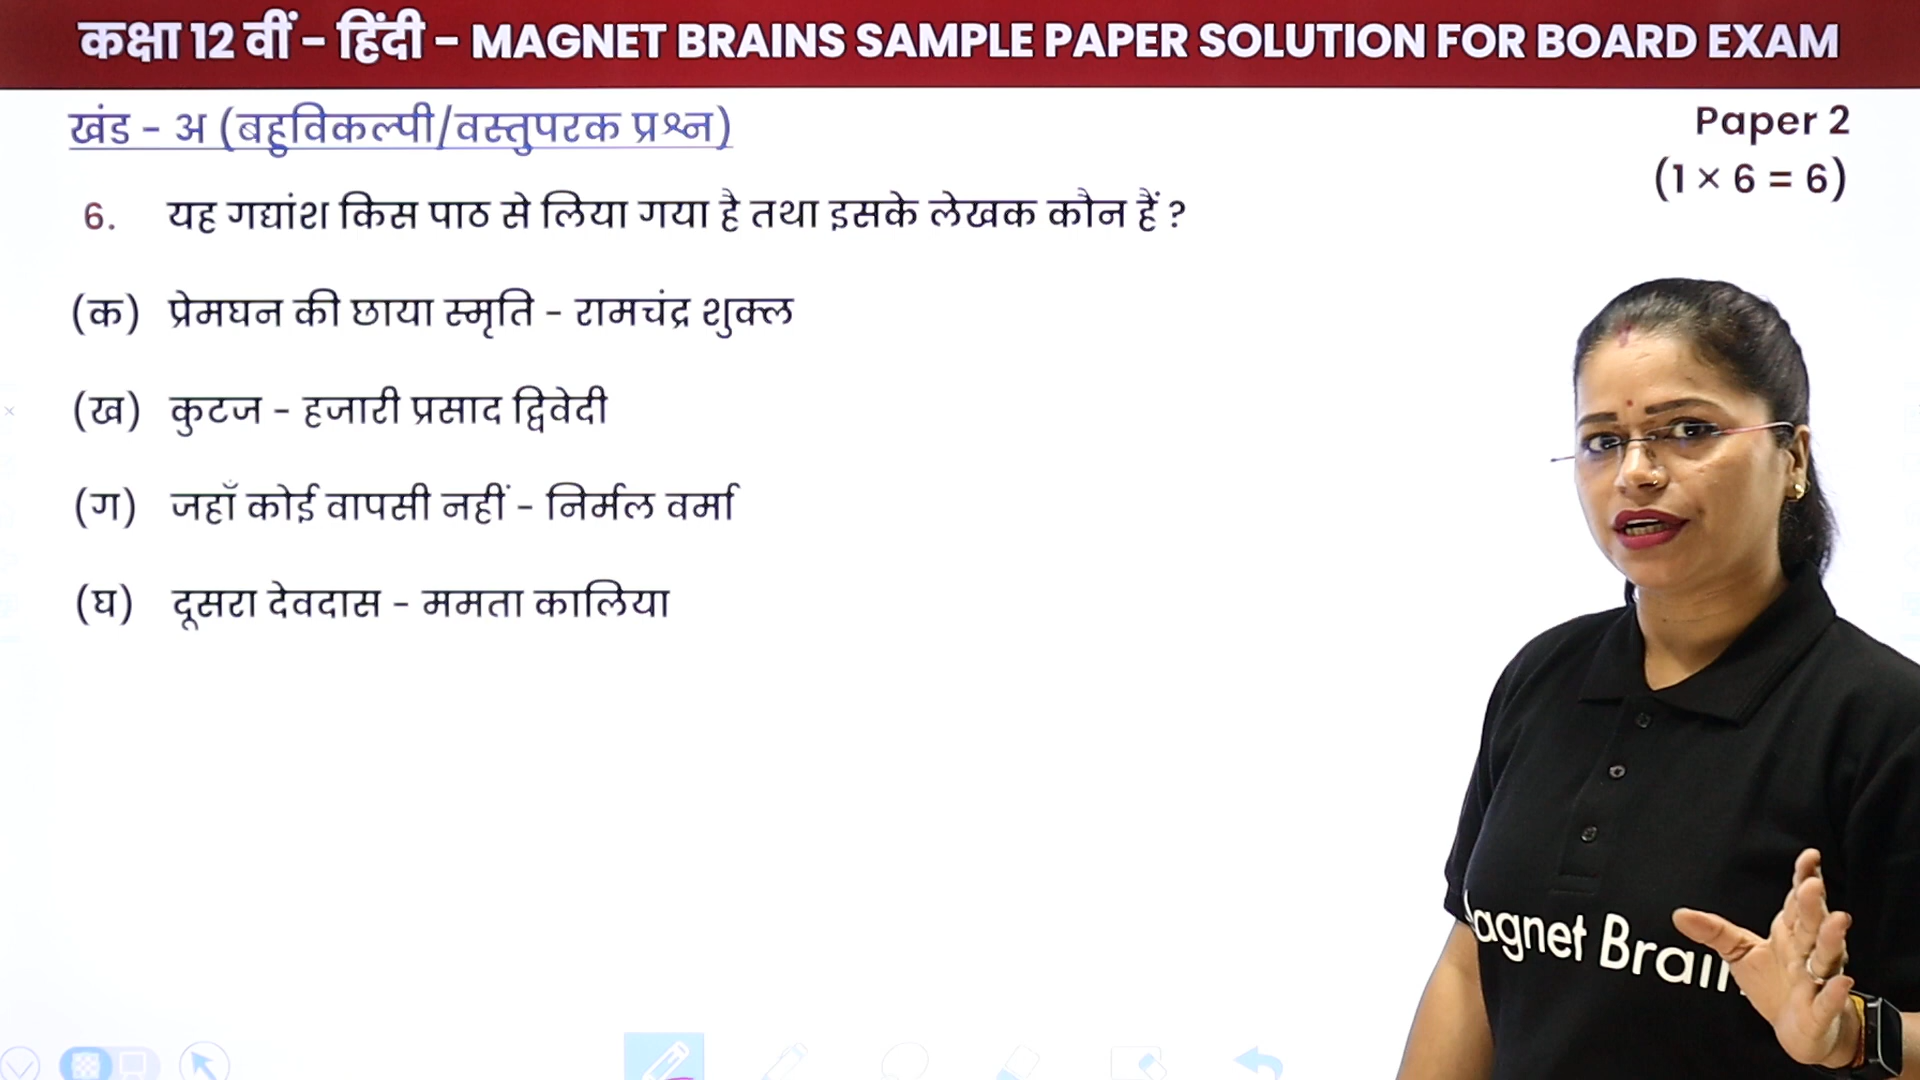 कक्षा 12 वीं – हिंदी – MAGNET BRAINS SAMPLE PAPER SOLUTION FOR BOARD EXAM
खंड - अ (बहुविकल्पी/वस्तुपरक प्रश्न)
Paper 2
(1 × 6 = 6)
6. यह गद्यांश किस पाठ से लिया गया है तथा इसके लेखक कौन हैं ?
(क) प्रेमघन की छाया स्मृति - रामचंद्र शुक्ल
(ख) कुटज - हजारी प्रसाद द्विवेदी
(ग) जहाँ कोई वापसी नहीं - निर्मल वर्मा
(घ) दूसरा देवदास - ममता कालिया
agnet Brain